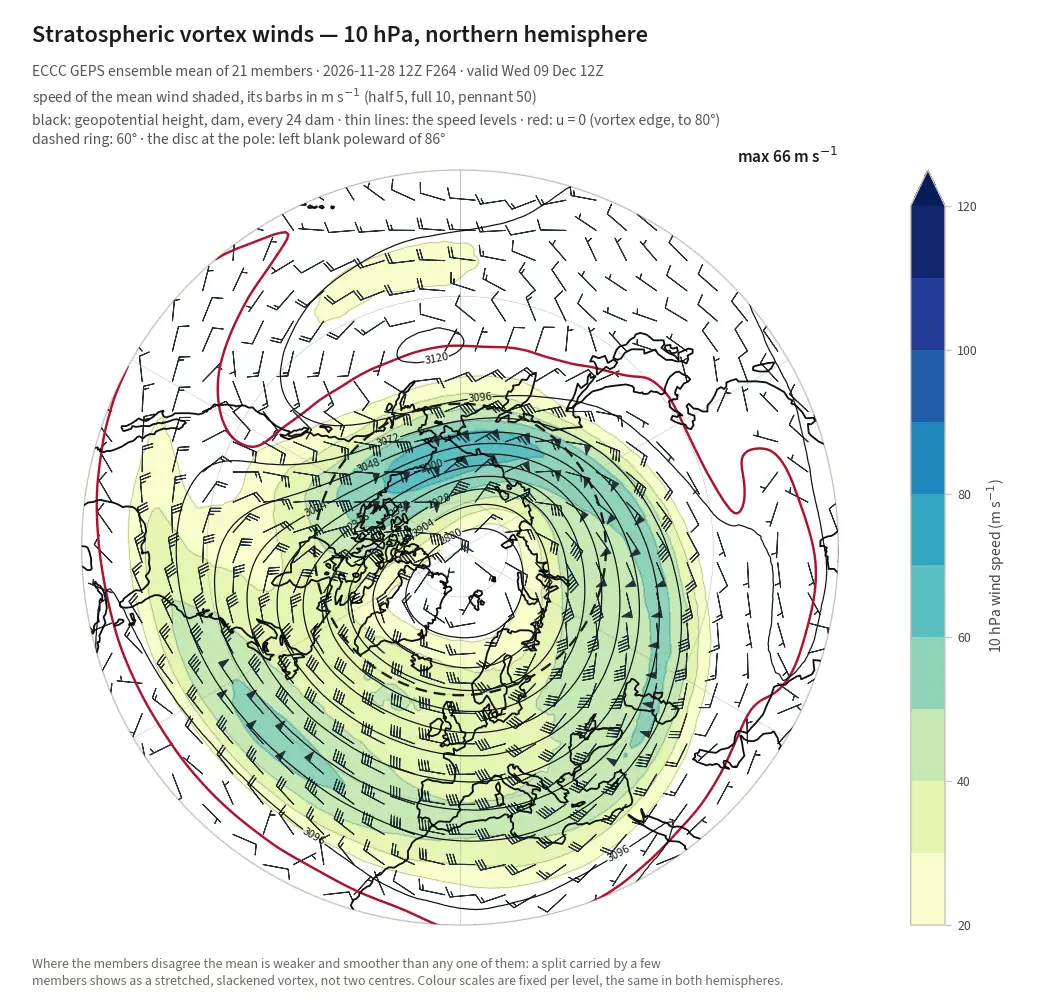 Stratospheric vortex winds — 10 hPa, northern hemisphere
ECCC GEPS ensemble mean of 21 members · 2026-11-28 12Z F264 · valid Wed 09 Dec 12Z
speed of the mean wind shaded, its barbs in m s⁻¹ (half 5, full 10, pennant 50)
black: geopotential height, dam, every 24 dam · thin lines: the speed levels · red: u = 0 (vortex edge, to 80°)
dashed ring: 60° · the disc at the pole: left blank poleward of 86°
max 66 m s⁻¹
120
100
80
60
40
20
10 hPa wind speed (m s⁻¹)
3120
3096
3072
3048
2904
3096
3096
Where the members disagree the mean is weaker and smoother than any one of them: a split carried by a few
members shows as a stretched, slackened vortex, not two centres. Colour scales are fixed per level, the same in both hemispheres.